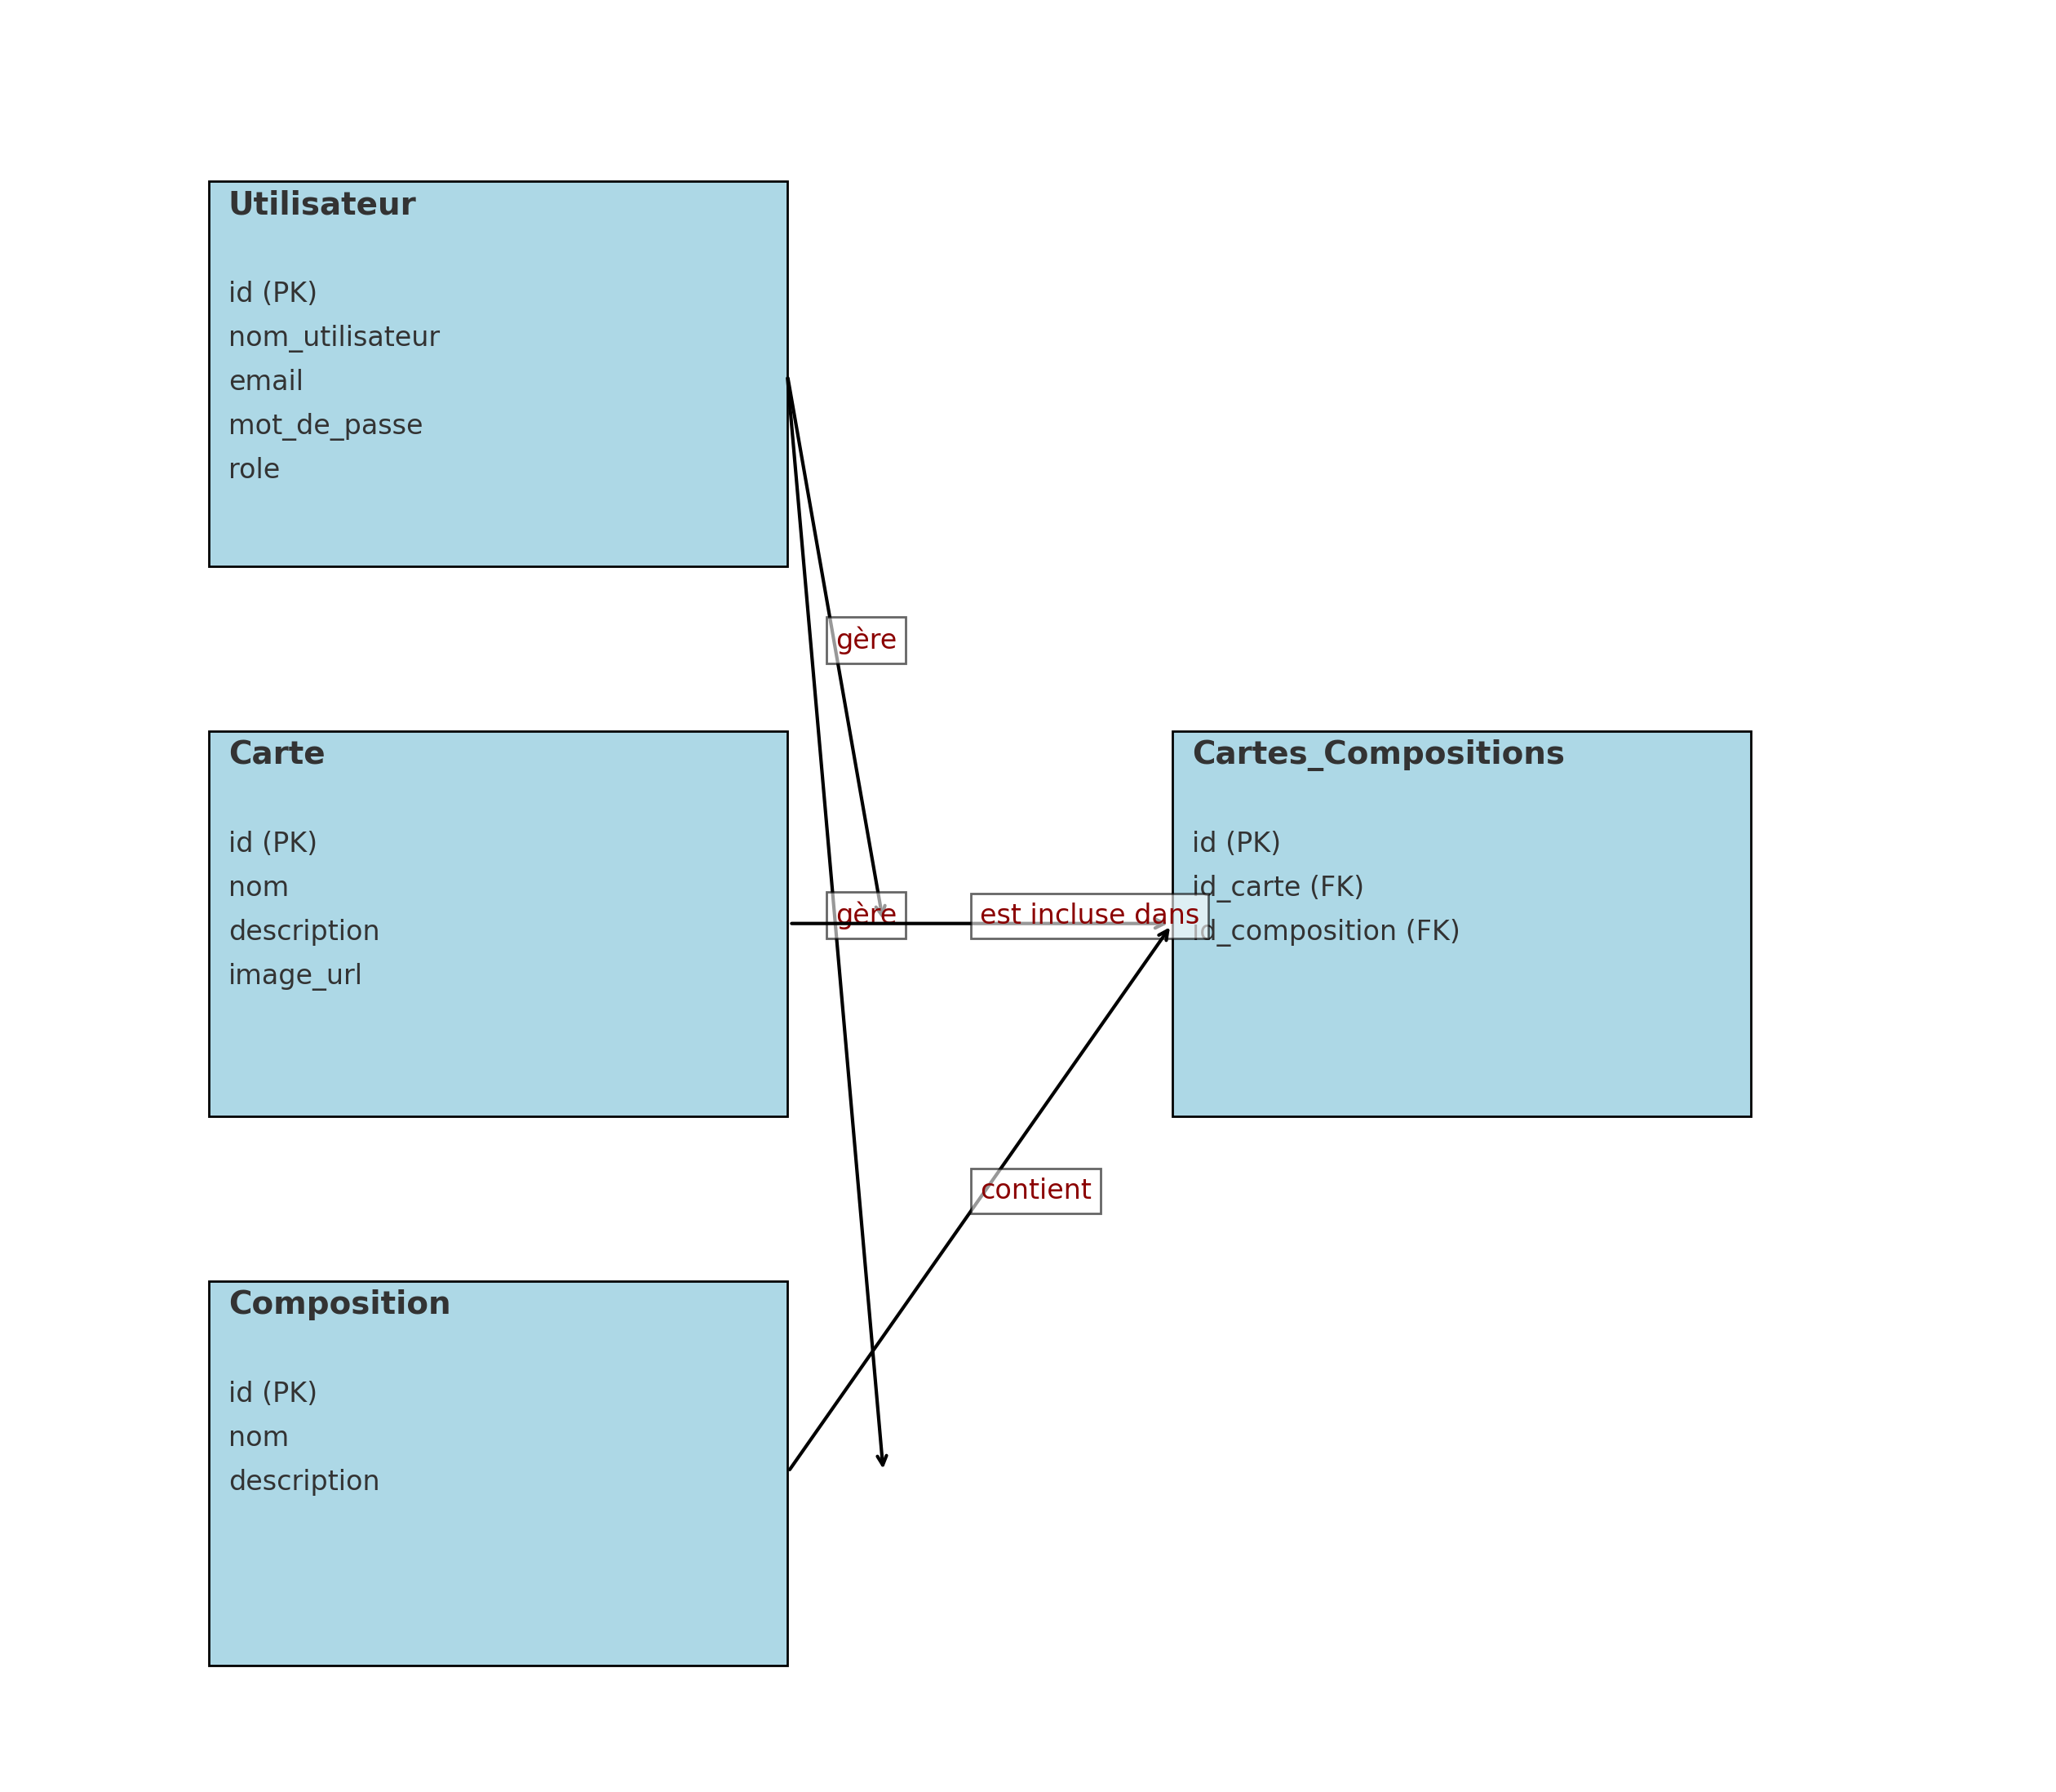 Utilisateur
id (PK)
nom_utilisateur
email
mot_de_passe
role
gère
Carte
id (PK)
nom
description
image_url
gère
est incluse dans
Cartes_Compositions
id (PK)
id_carte (FK)
id_composition (FK)
contient
Composition
id (PK)
nom
description